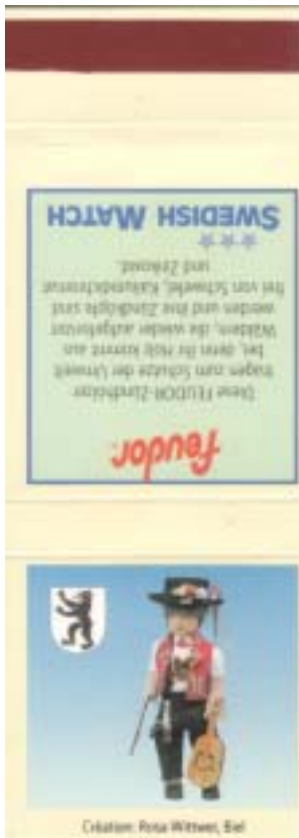 feudor.
Diese FEUDOR-Zündhölzer
tragen zum Schutze der Umwelt
bei, denn ihr Holz kommt aus
Wäldern, die wieder aufgeforstet
werden und ihre Zündköpfe sind
frei von Schwefel, Kaliumdichromat
und Zinkoxid.
SWEDISH MATCH
Création: Rosa Wittwer, Biel